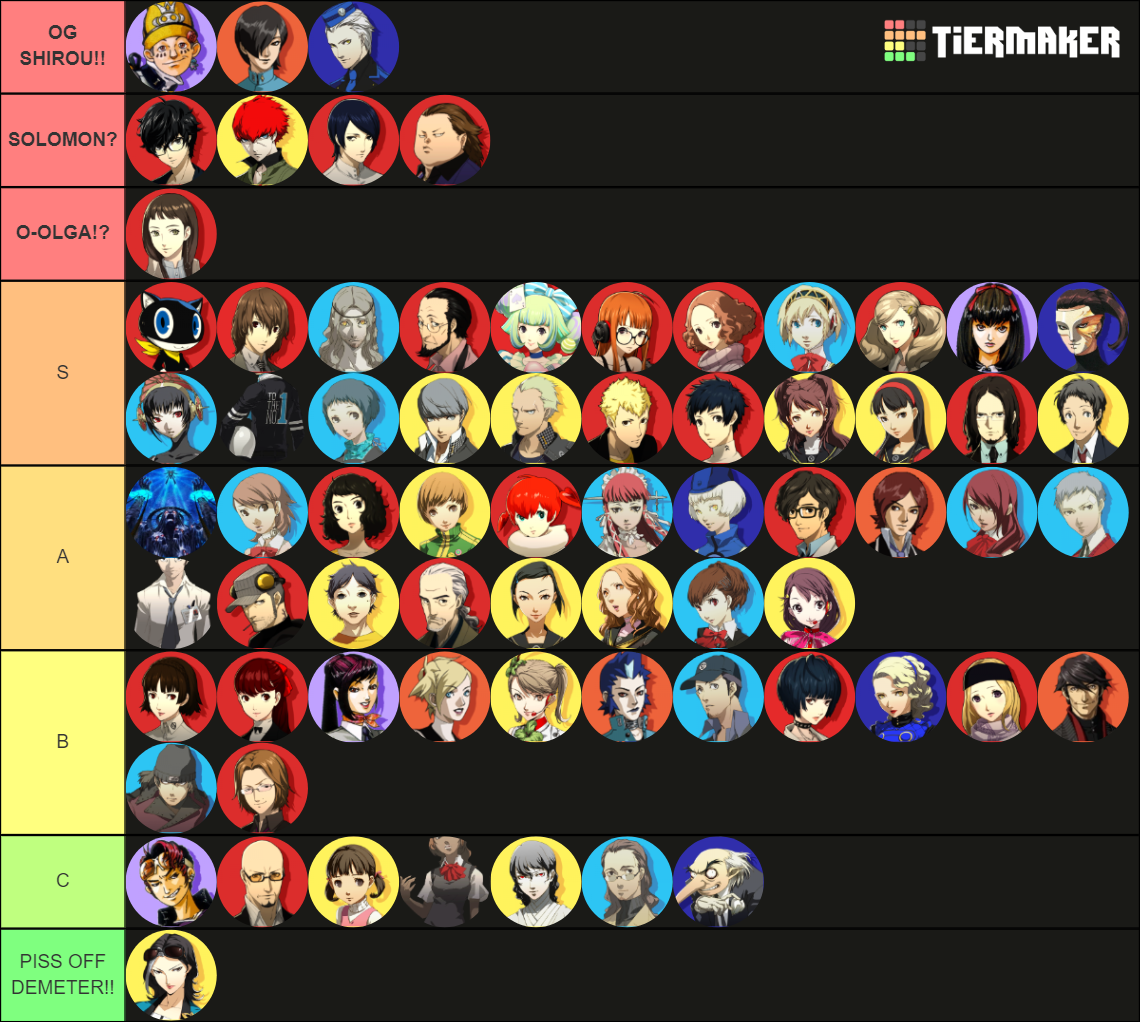 OG
SHIROU!!
TiERMAKER
SOLOMON?
O-OLGA!?
S
A
B
C
PISS OFF
DEMETER!!